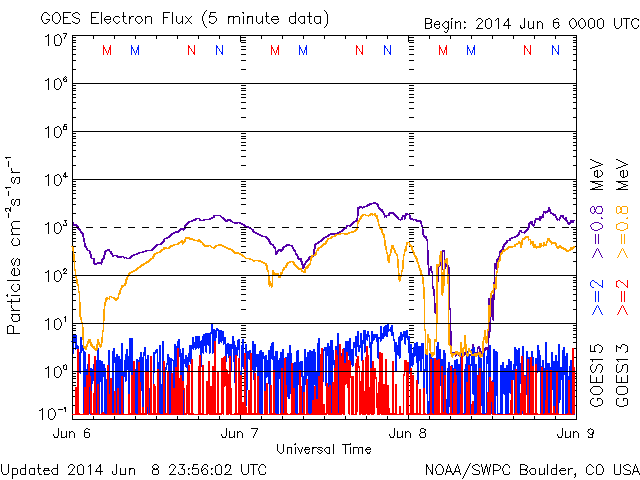 GOES Electron Flux (5 minute data)
Begin: 2014 Jun 6 0000 UTC
10⁷
M M N N M M N N M M N N
10⁶
10⁵
10⁴
10³
10²
10¹
10⁰
10⁻¹
Particles cm⁻²s⁻¹sr⁻¹
GOES15 >=2 >=0.8 MeV
GOES13 >=2 >=0.8 MeV
Jun 6 Jun 7 Jun 8 Jun 9
Universal Time
Updated 2014 Jun 8 23:56:02 UTC
NOAA/SWPC Boulder, CO USA